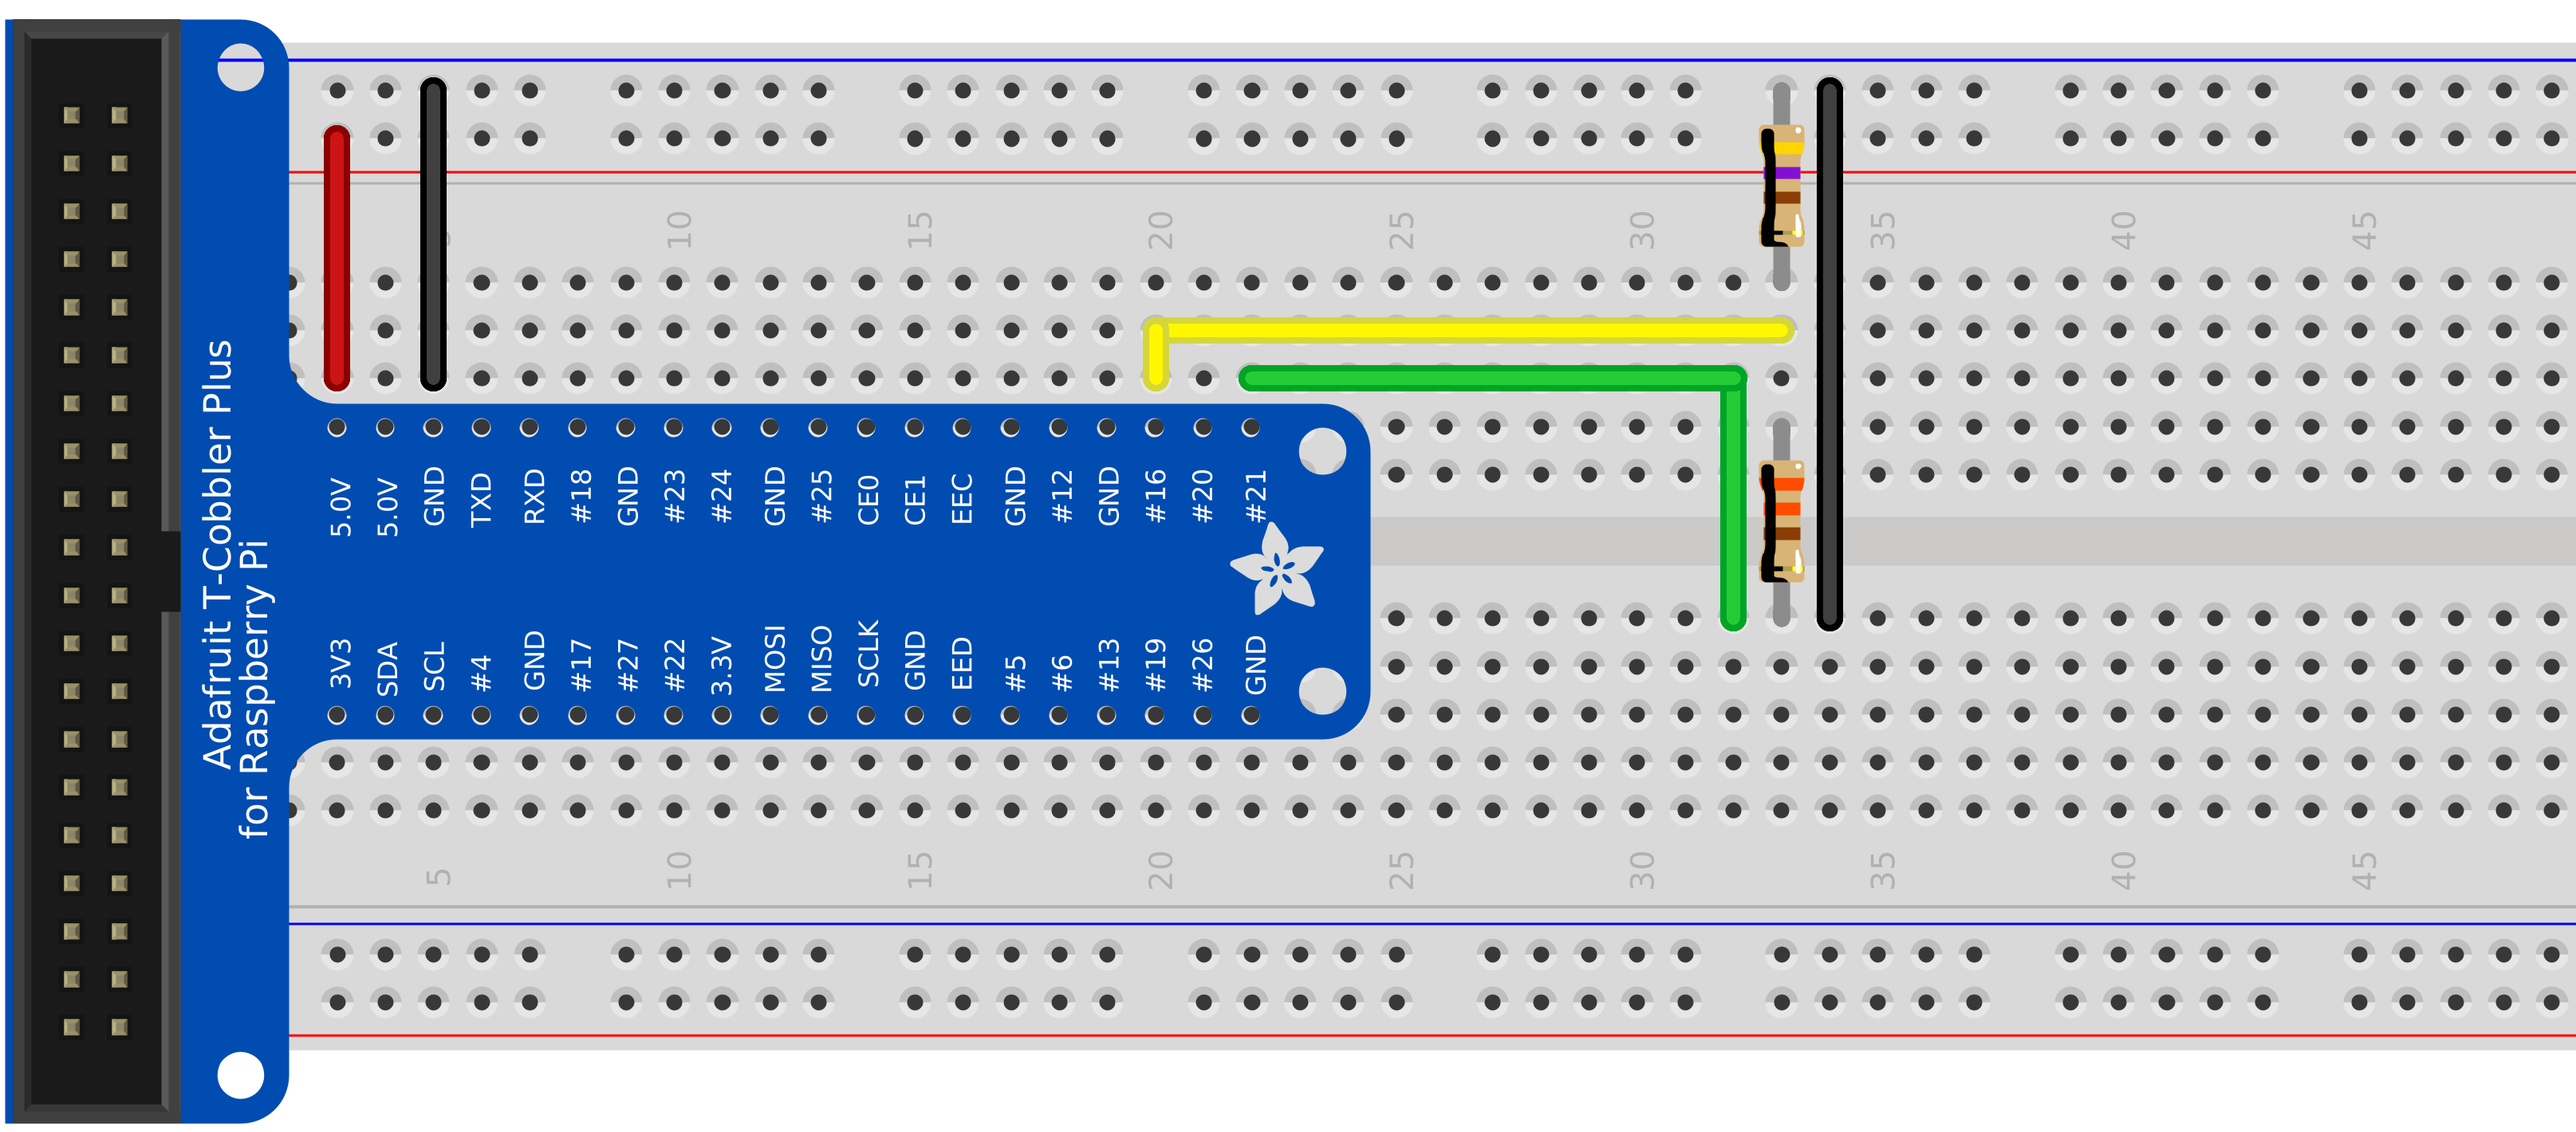 5 10 15 20 25 30 35 40 45
Adafruit T-Cobbler Plus
for Raspberry Pi
5.0V 5.0V GND TXD RXD #18 GND #23 #24 GND #25 CE0 CE1 EEC GND #12 GND #16 #20 #21
3V3 SDA SCL #4 GND #17 #27 #22 3.3V MOSI MISO SCLK GND EED #5 #6 #13 #19 #26 GND
5 10 15 20 25 30 35 40 45